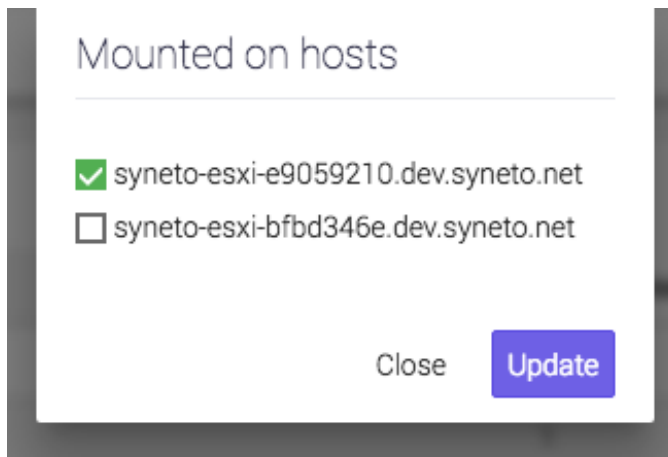 Mounted on hosts
syneto-esxi-e9059210.dev.syneto.net
syneto-esxi-bfbd346e.dev.syneto.net
Close
Update